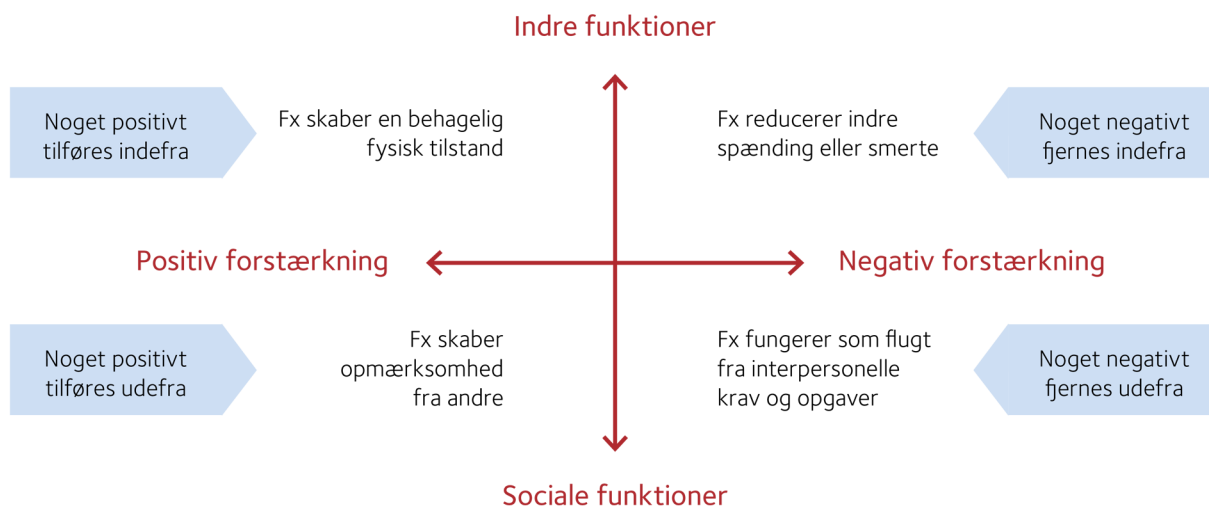 Indre funktioner
Noget positivt
tilføres indefra
Fx skaber en behagelig
fysisk tilstand
Fx reducerer indre
spænding eller smerte
Noget negativt
fjernes indefra
Positiv forstærkning
Negativ forstærkning
Noget positivt
tilføres udefra
Fx skaber
opmærksomhed
fra andre
Fx fungerer som flugt
fra interpersonelle
krav og opgaver
Noget negativt
fjernes udefra
Sociale funktioner